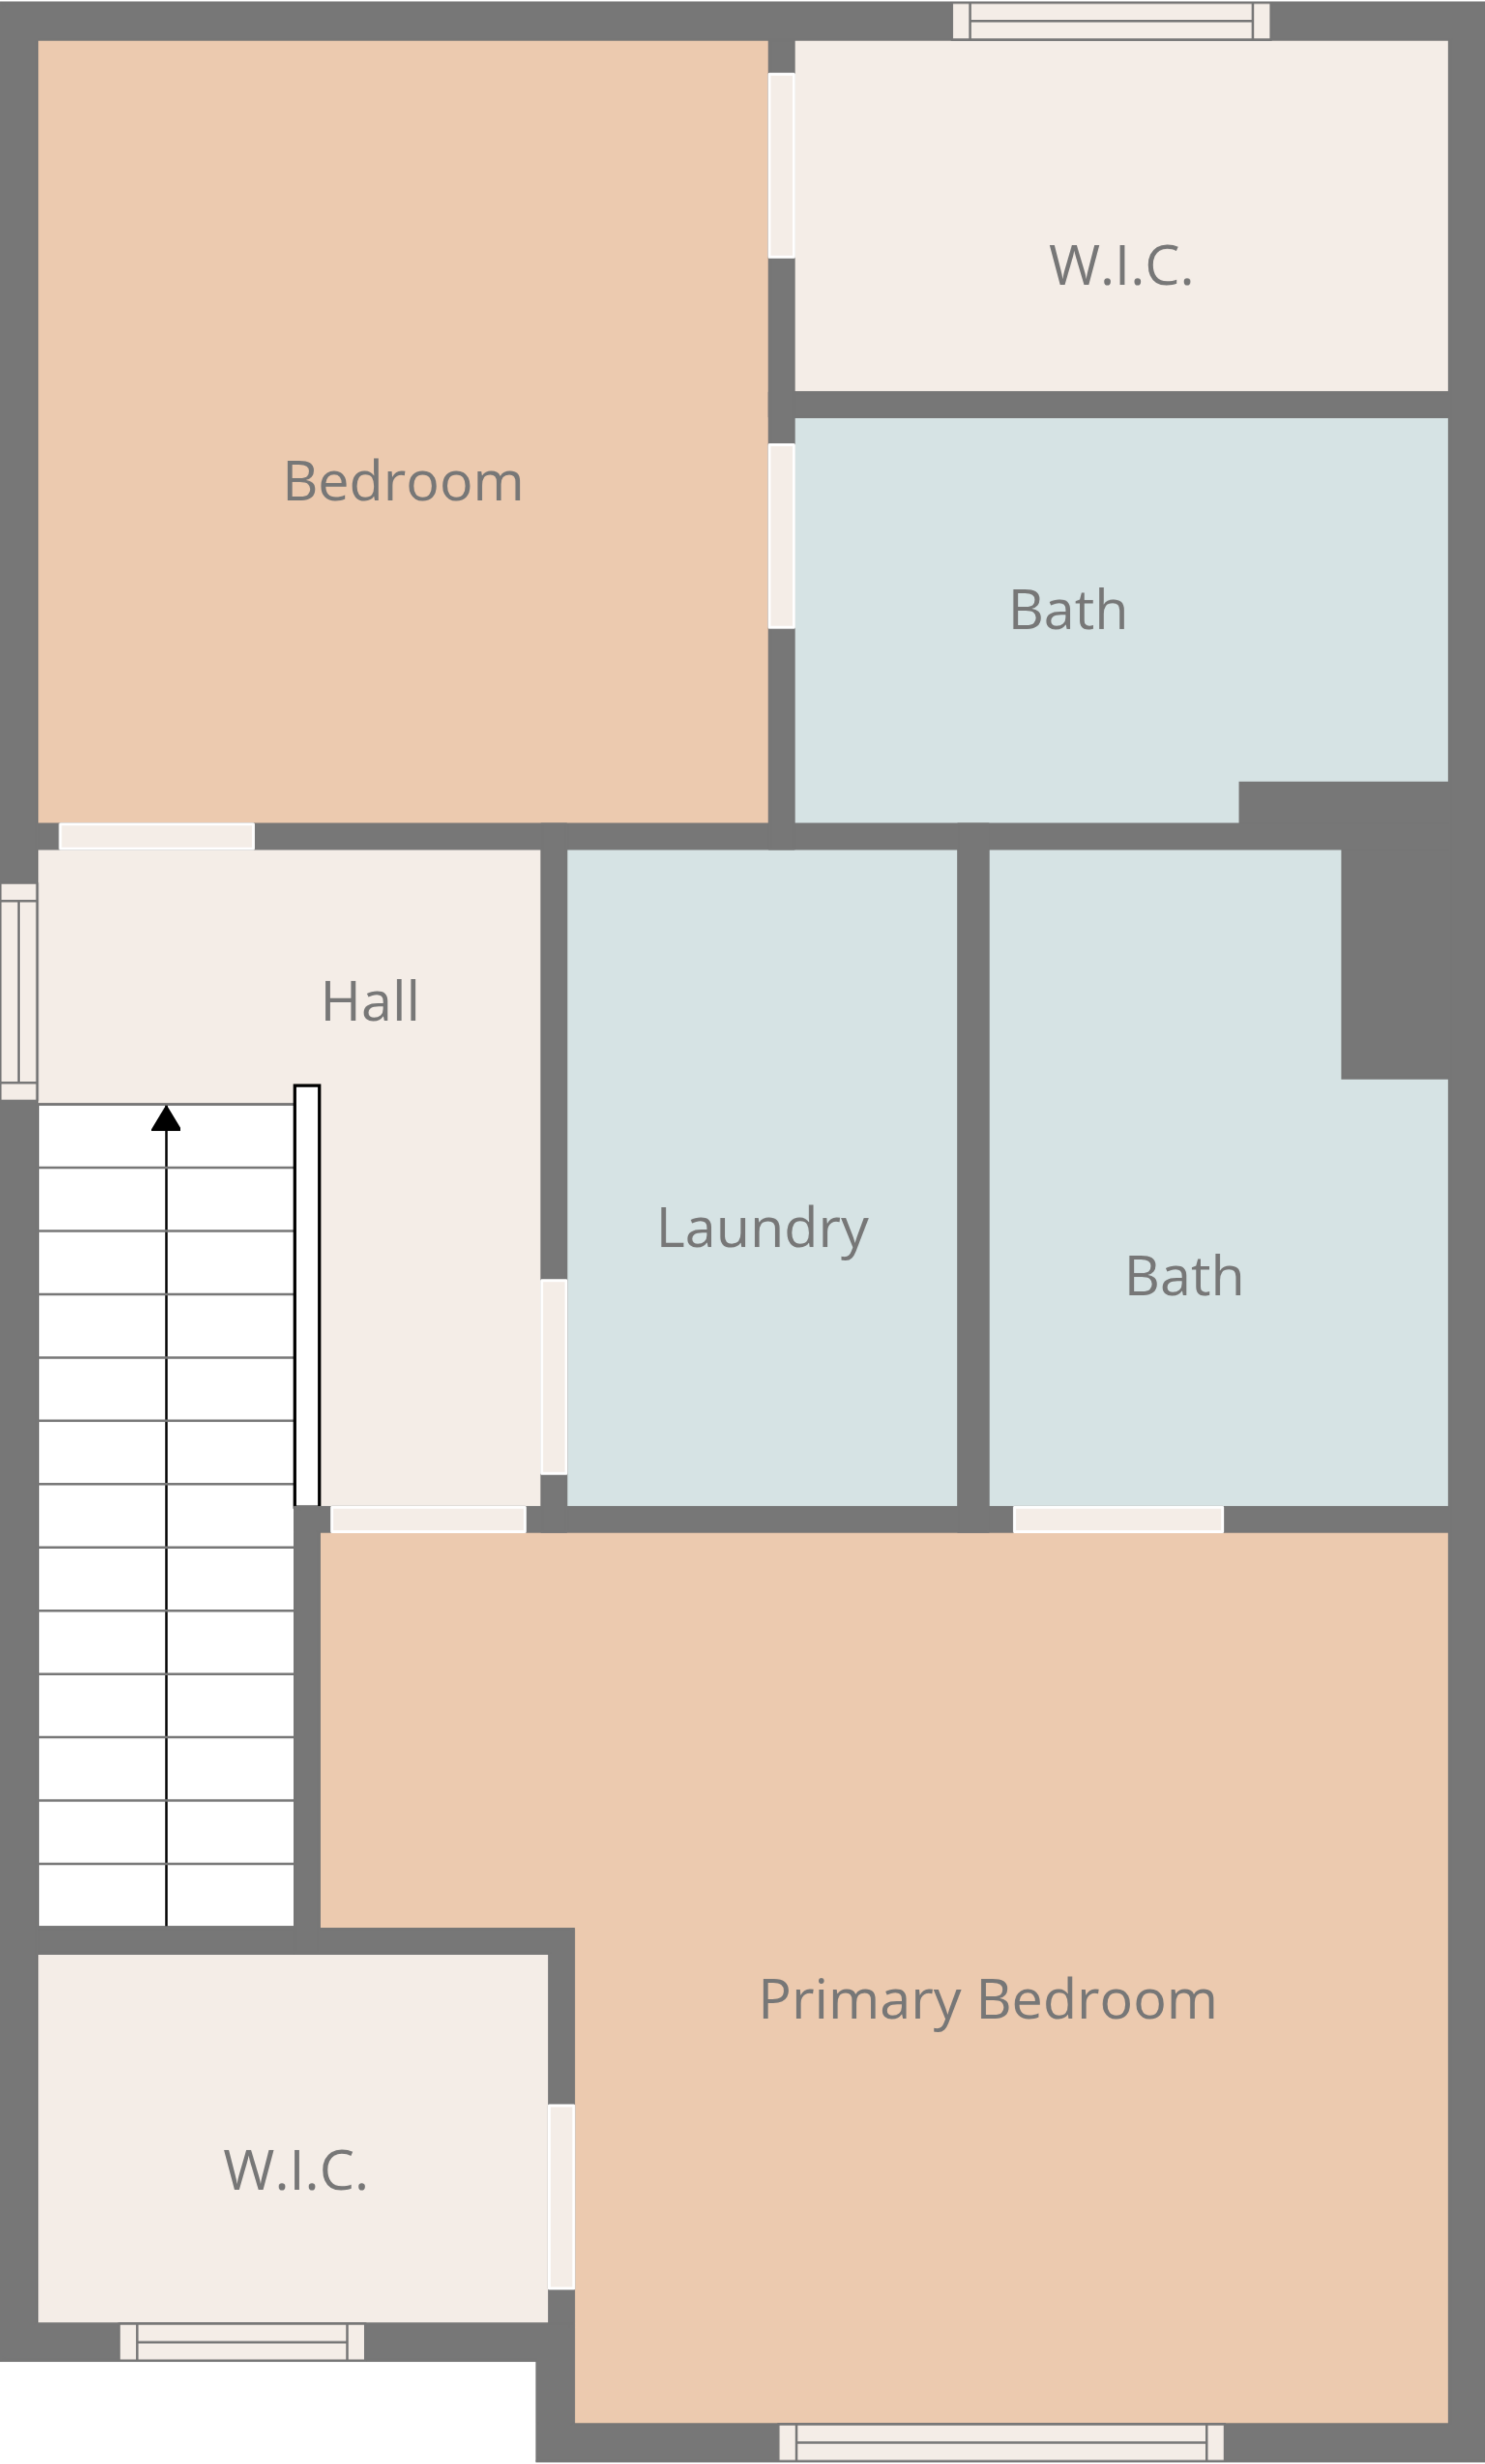 W.I.C.
Bedroom
Bath
Hall
Laundry
Bath
Primary Bedroom
W.I.C.